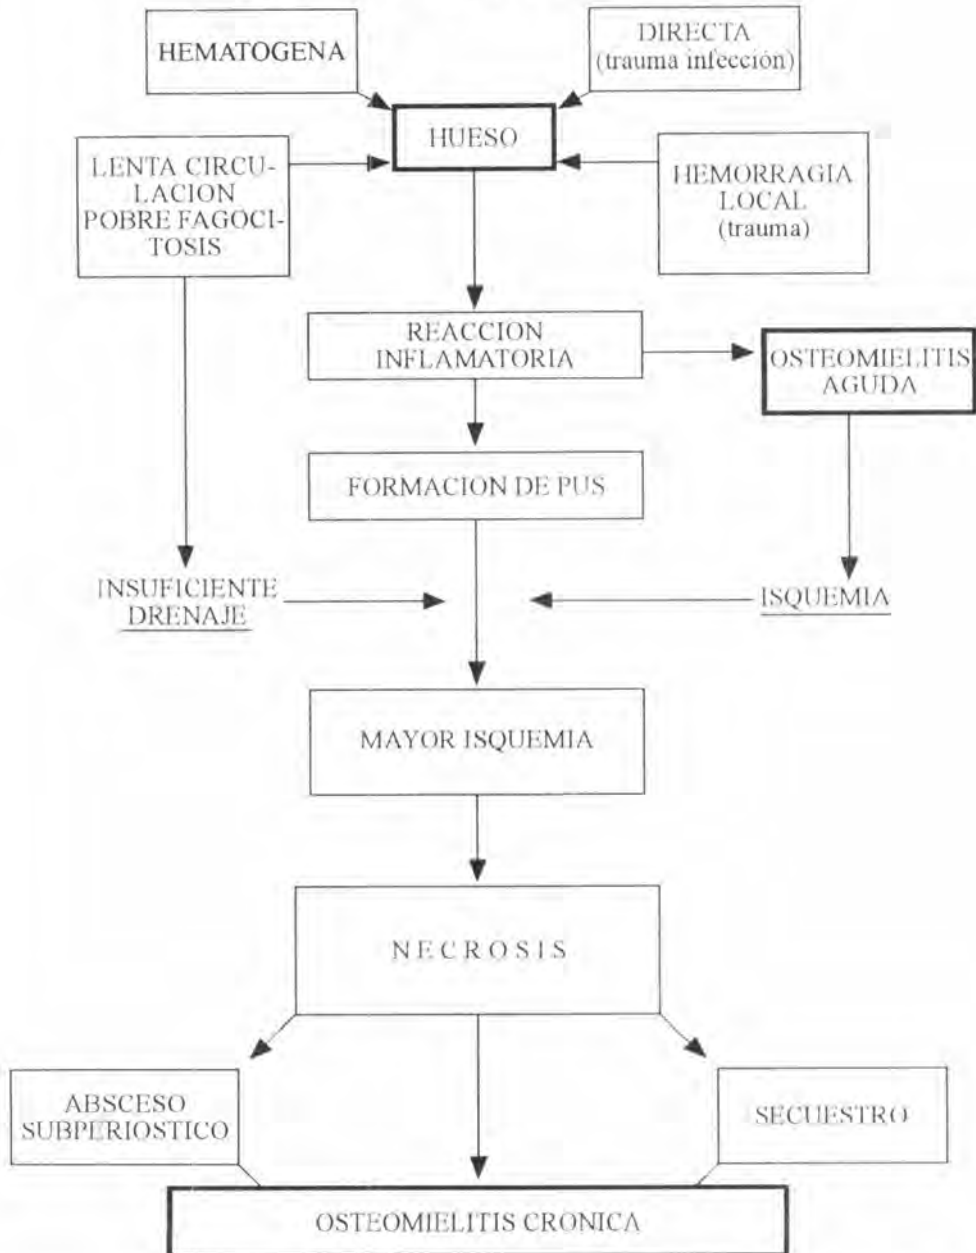 HEMATOGENA
DIRECTA
(trauma infección)
HUESO
LENTA CIRCU-
LACION
POBRE FAGOCI-
TOSIS
HEMORRAGIA
LOCAL
(trauma)
REACCION
INFLAMATORIA
OSTEOMIELITIS
AGUDA
FORMACION DE PUS
INSUFICIENTE
DRENAJE
ISQUEMIA
MAYOR ISQUEMIA
NECROSIS
ABSCESO
SUBPERIOSTICO
SECUESTRO
OSTEOMIELITIS CRONICA